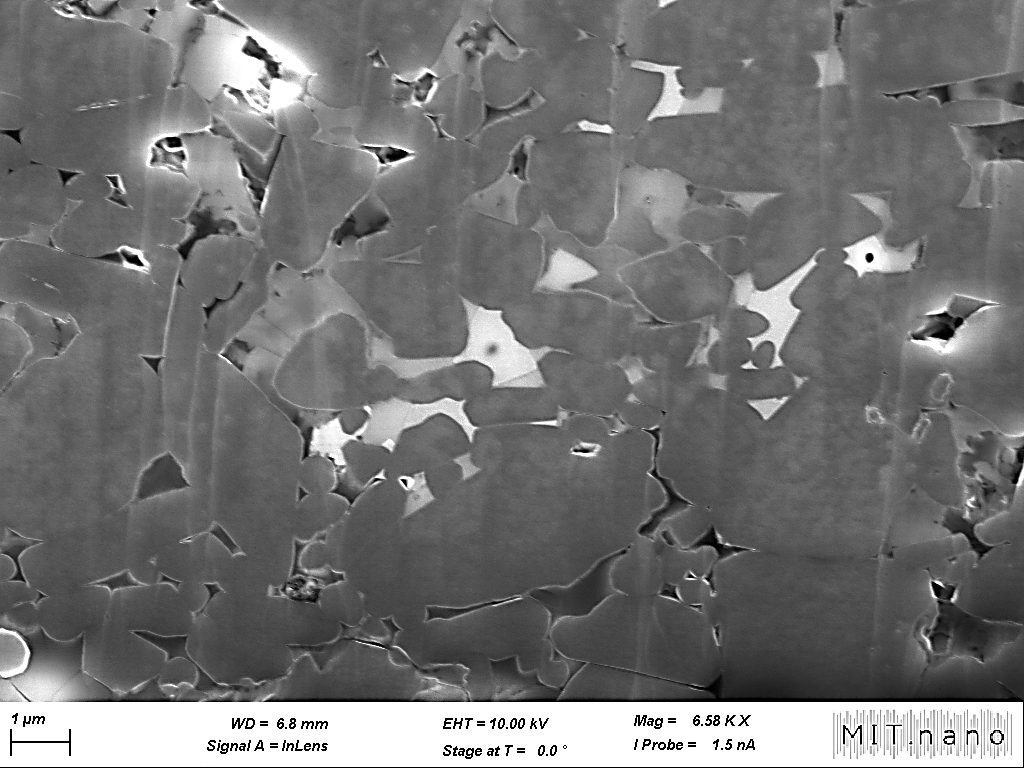 1 µm
WD = 6.8 mm
Signal A = InLens
EHT = 10.00 kV
Stage at T = 0.0 °
Mag = 6.58 K X
I Probe = 1.5 nA
MIT.nano